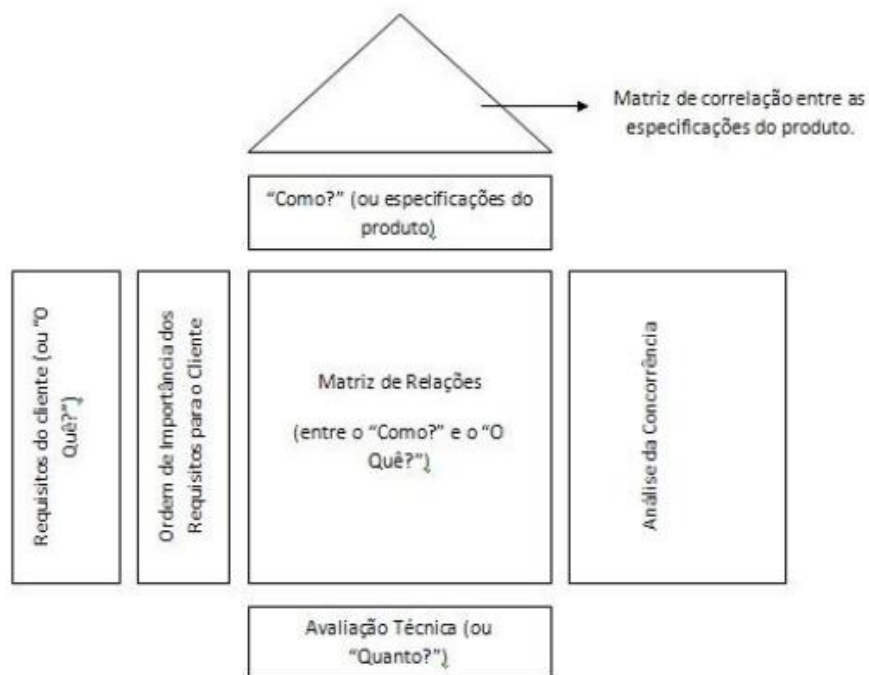 Matriz de correlação entre as
especificações do produto.
“Como?” (ou especificações do
produto)
Requisitos do cliente (ou “O
Quê?”)
Ordem de Importância dos
Requisitos para o Cliente
Matriz de Relações
(entre o “Como?” e o “O
Quê?”)
Análise da Concorrência
Avaliação Técnica (ou
“Quanto?”)